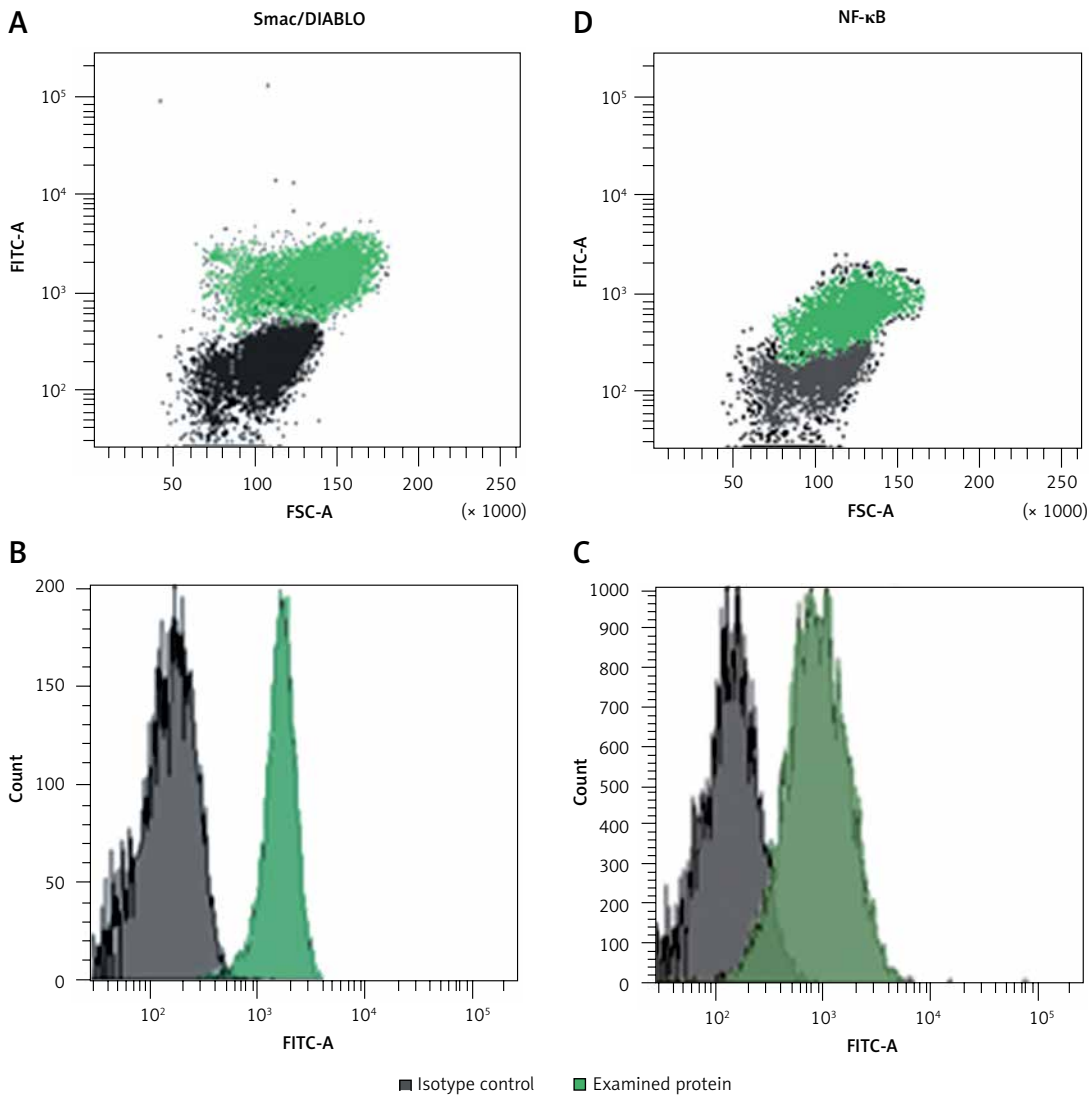 A
Smac/DIABLO
FITC-A
10⁵
10⁴
10³
10²
50 100 150 200 250
FSC-A (× 1000)
D
NF-κB
FITC-A
10⁵
10⁴
10³
10²
50 100 150 200 250
FSC-A (× 1000)
B
Count
200
150
100
50
0
10² 10³ 10⁴ 10⁵
FITC-A
C
Count
1000
900
800
700
600
500
400
300
200
100
0
10² 10³ 10⁴ 10⁵
FITC-A
Isotype control Examined protein